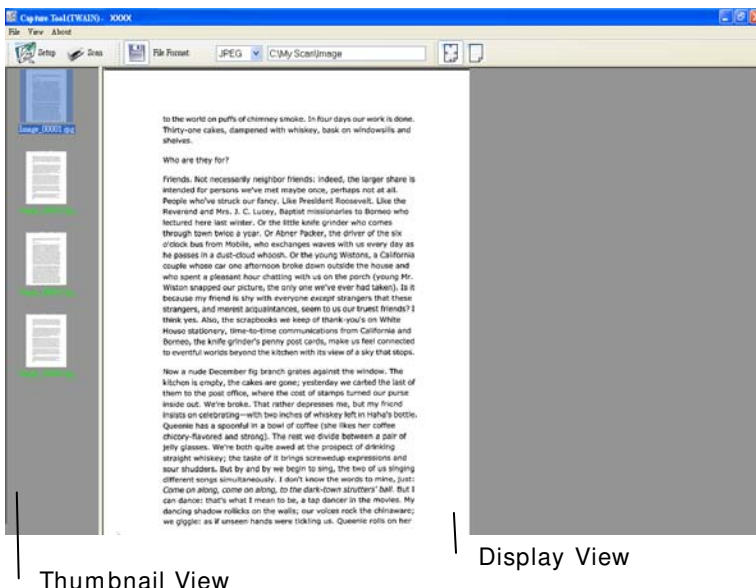 Capture Tool (TWAIN) - XXXX
File View About
Setup Scan File Format JPEG C:\My Scan\Image
Image_00001.jpg
to the world on puffs of chimney smoke. In four days our work is done.
Thirty-one cakes, dampened with whiskey, bask on windowsills and
shelves.
Who are they for?
Friends. Not necessarily neighbor friends: indeed, the larger share is
intended for persons we've met maybe once, perhaps not at all.
People who've struck our fancy. Like President Roosevelt. Like the
Reverend and Mrs. J. C. Lucey, Baptist missionaries to Borneo who
lectured here last winter. Or the little knife grinder who comes
through town twice a year. Or Abner Packer, the driver of the six
o'clock bus from Mobile, who exchanges waves with us every day as
he passes in a dust-cloud whoosh. Or the young Wistons, a California
couple whose car one afternoon broke down outside the house and
who spent a pleasant hour chatting with us on the porch (young Mr.
Wiston snapped our picture, the only one we've ever had taken). Is it
because my friend is shy with everyone except strangers that these
strangers, and merest acquaintances, seem to us our truest friends? I
think yes. Also, the scrapbooks we keep of thank-you's on White
House stationery, time-to-time communications from California and
Borneo, the knife grinder's penny post cards, make us feel connected
to eventful worlds beyond the kitchen with its view of a sky that stops.
Now a nude December fig branch grates against the window. The
kitchen is empty, the cakes are gone; yesterday we carted the last of
them to the post office, where the cost of stamps turned our purse
inside out. We're broke. That rather depresses me, but my friend
insists on celebrating—with two inches of whiskey left in Haha's bottle.
Queenie has a spoonful in a bowl of coffee (she likes her coffee
chicory-flavored and strong). The rest we divide between a pair of
jelly glasses. We're both quite awed at the prospect of drinking
straight whiskey; the taste of it brings screwedup expressions and
sour shudders. But by and by we begin to sing, the two of us singing
different songs simultaneously. I don't know the words to mine, just:
Come on along, come on along, to the dark-town strutters' ball. But I
can dance: that's what I mean to be, a tap dancer in the movies. My
dancing shadow rollicks on the walls; our voices rock the chinaware;
we giggle: as if unseen hands were tickling us. Queenie rolls on her
Display View
Thumbnail View